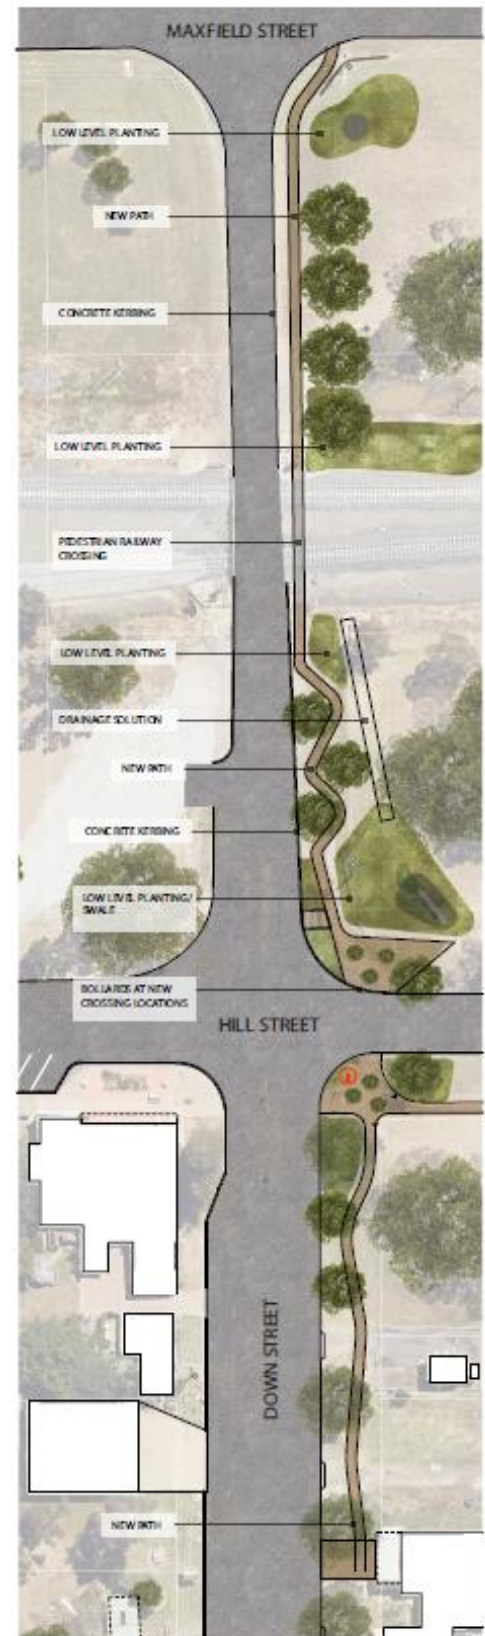 MAXFIELD STREET
LOW LEVEL PLANTING
NEW PATH
CONCRETE KERBING
LOW LEVEL PLANTING
PEDESTRIAN RAILWAY
CROSSING
LOW LEVEL PLANTING
DRAINAGE SOLUTION
NEW PATH
CONCRETE KERBING
LOW LEVEL PLANTING/
SWALE
BOLLARDS AT NEW
CROSSING LOCATIONS
HILL STREET
DOWN STREET
NEW PATH